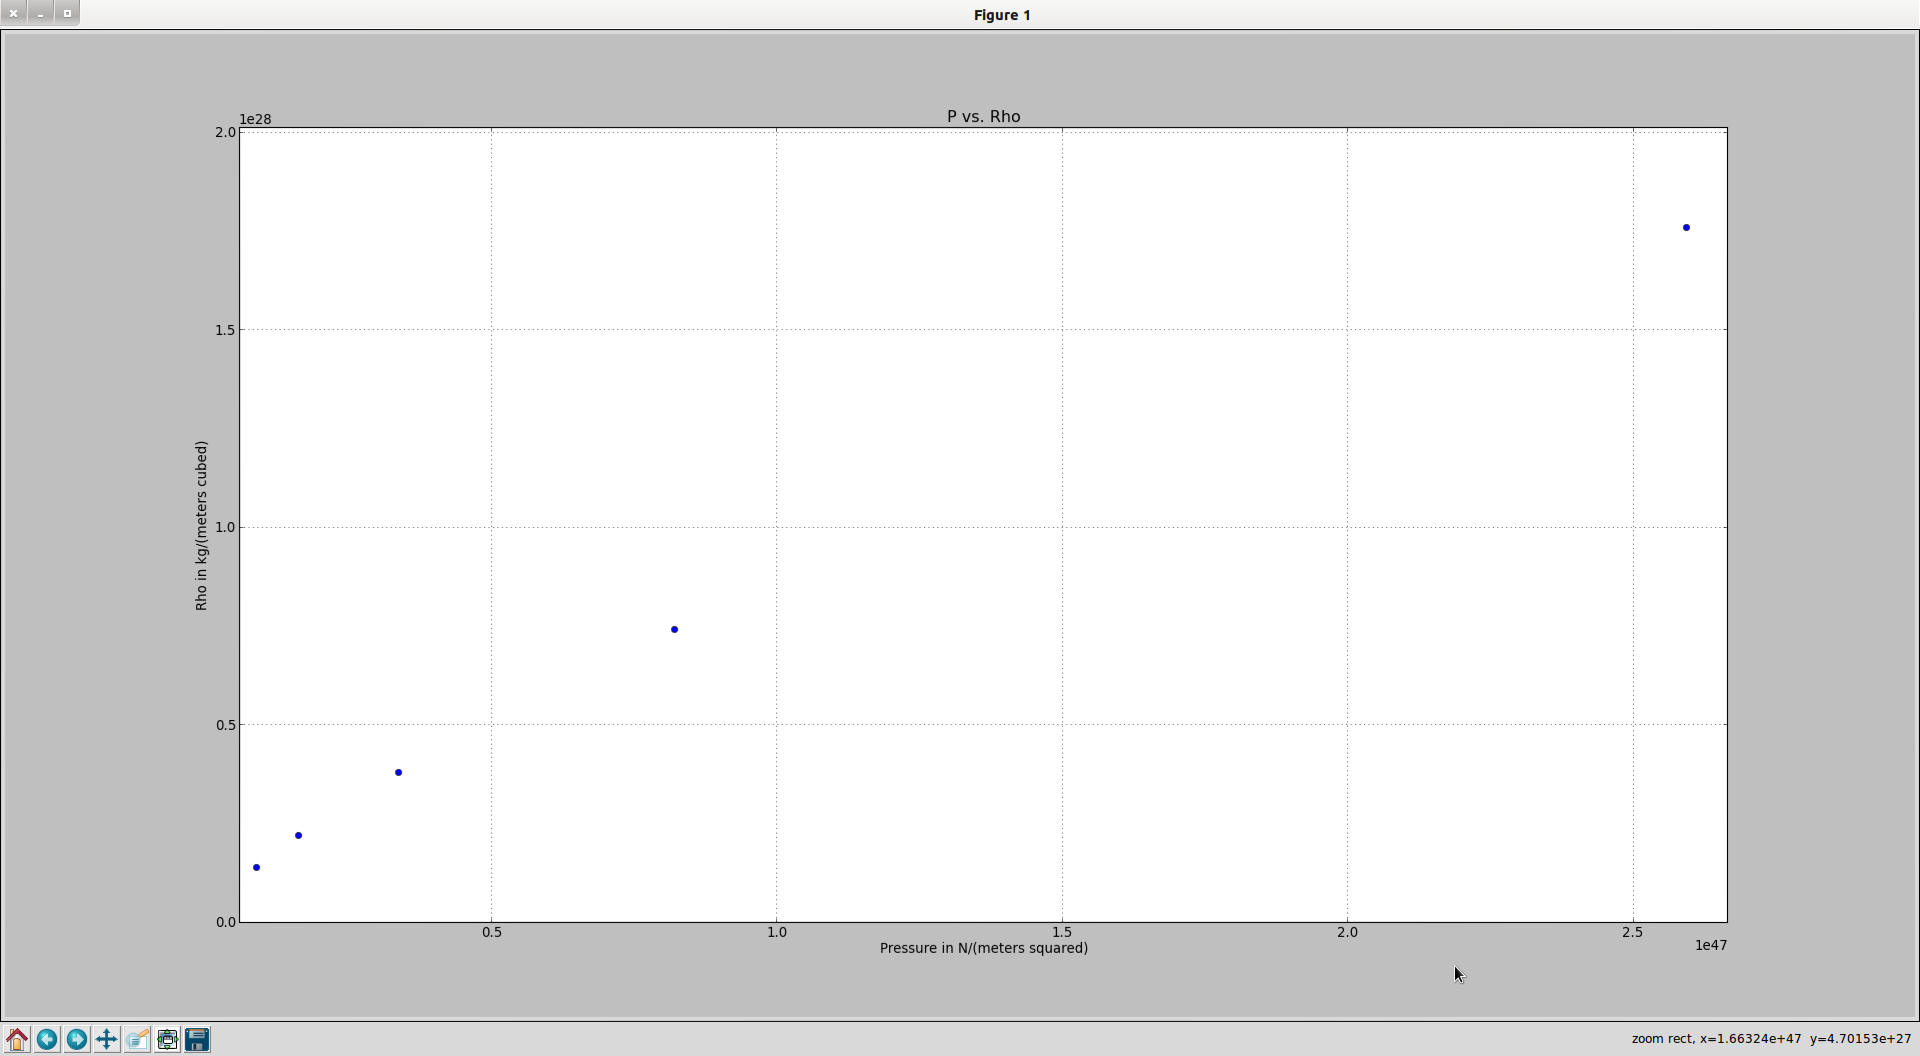 Figure 1
P vs. Rho
1e28
2.0
1.5
1.0
0.5
0.0
Rho in kg/(meters cubed)
0.5 1.0 1.5 2.0 2.5
1e47
Pressure in N/(meters squared)
zoom rect, x=1.66324e+47 y=4.70153e+27